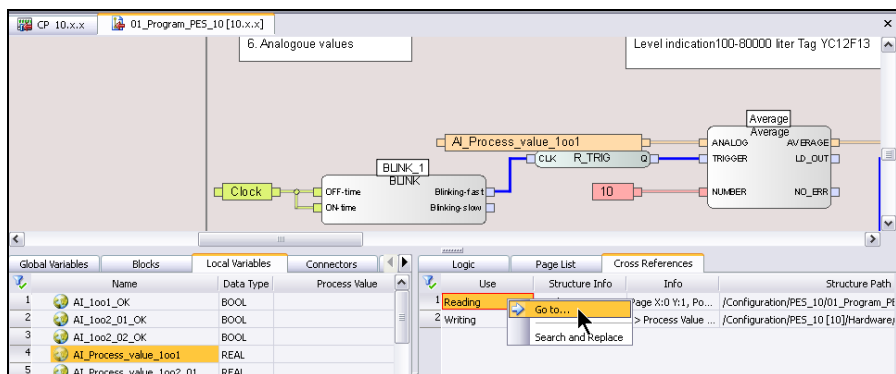 CP 10.x.x
01_Program_PES_10 [10.x.x]
6. Analogoue values
Level indication100-80000 liter Tag YC12F13
Average
AI_Process_value_1oo1
ANALOG Average AVERAGE
BLINK_1
CLK R_TRIG Q
TRIGGER LD_OUT
BLINK
Clock
OFF-time Blinking-fast
10
NUMBER NO_ERR
ON-time Blinking-slow
Global Variables Blocks Local Variables Connectors
Logic Page List Cross References
Name Data Type Process Value
Use Structure Info Info Structure Path
1 AI_1oo1_OK BOOL
2 AI_1oo2_01_OK BOOL
3 AI_1oo2_02_OK BOOL
4 AI_Process_value_1oo1 REAL
5 AI_Process_value_1oo2_01 REAL
1 Reading Page X:0 Y:1, Po... /Configuration/PES_10/01_Program_PE
2 Writing > Process Value ... /Configuration/PES_10 [10]/Hardware/
Go to...
Search and Replace